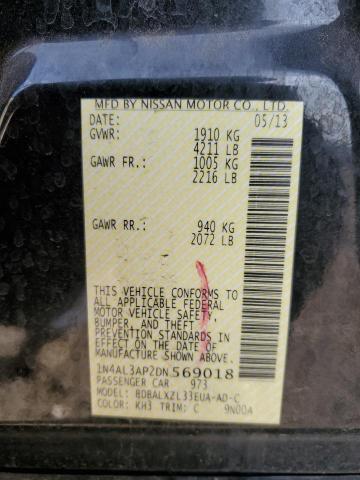 MFD BY NISSAN MOTOR CO., LTD.
DATE: 05/13
GVWR: 1910 KG
4211 LB
GAWR FR.: 1005 KG
2216 LB
GAWR RR.: 940 KG
2072 LB
THIS VEHICLE CONFORMS TO
ALL APPLICABLE FEDERAL
MOTOR VEHICLE SAFETY,
BUMPER, AND THEFT
PREVENTION STANDARDS IN
EFFECT ON THE DATE OF
MANUFACTURE SHOWN ABOVE.
1N4AL3AP2DN569018
PASSENGER CAR 973
MODEL: BDBALXZL33EUA-AD-C
COLOR: KH3 TRIM: C 9N00A